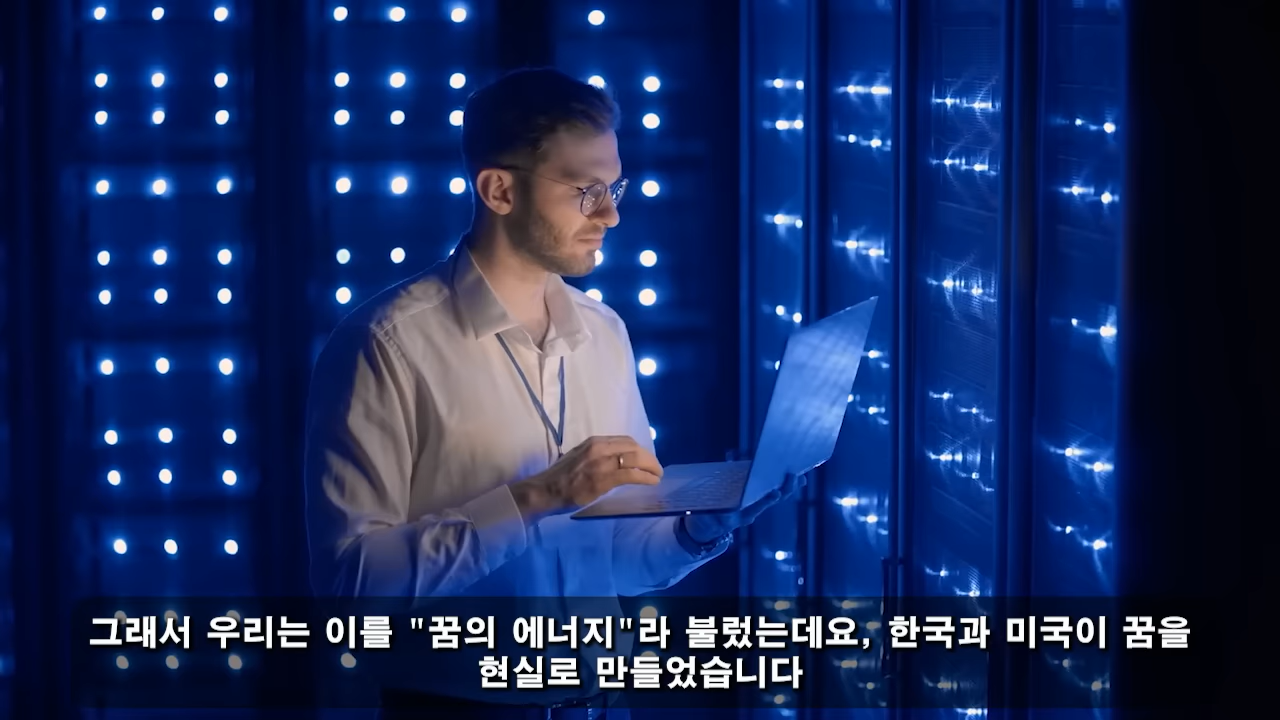 그래서 우리는 이를 "꿈의 에너지"라 불렀는데요, 한국과 미국이 꿈을
현실로 만들었습니다